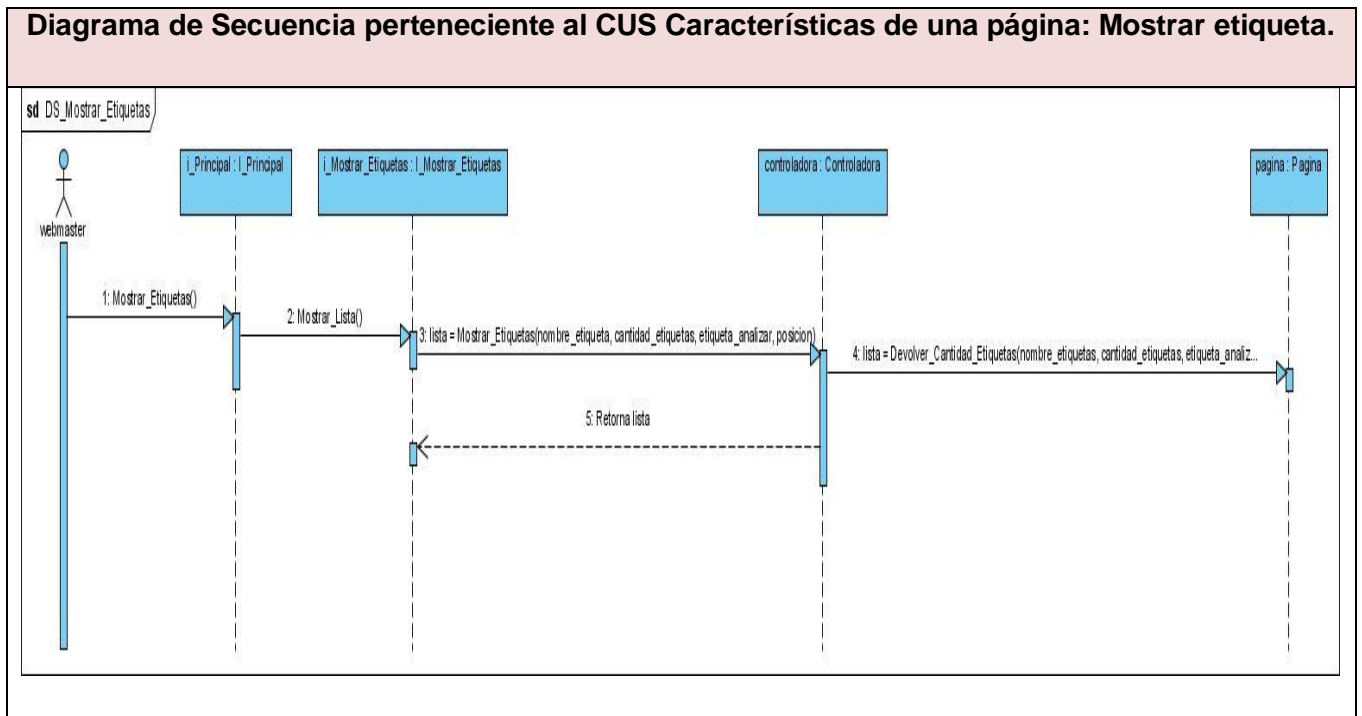 Diagrama de Secuencia perteneciente al CUS Características de una página: Mostrar etiqueta.
sd DS_Mostrar_Etiquetas
webmaster
i_Principal : I_Principal
i_Mostrar_Etiquetas : I_Mostrar_Etiquetas
controladora : Controladora
pagina : Pagina
1: Mostrar_Etiquetas()
2: Mostrar_Lista()
3: lista = Mostrar_Etiquetas(nombre_etiqueta, cantidad_etiquetas, etiqueta_analizar, posicion)
4: lista = Devolver_Cantidad_Etiquetas(nombre_etiquetas, cantidad_etiquetas, etiqueta_analiz...
5: Retorna lista